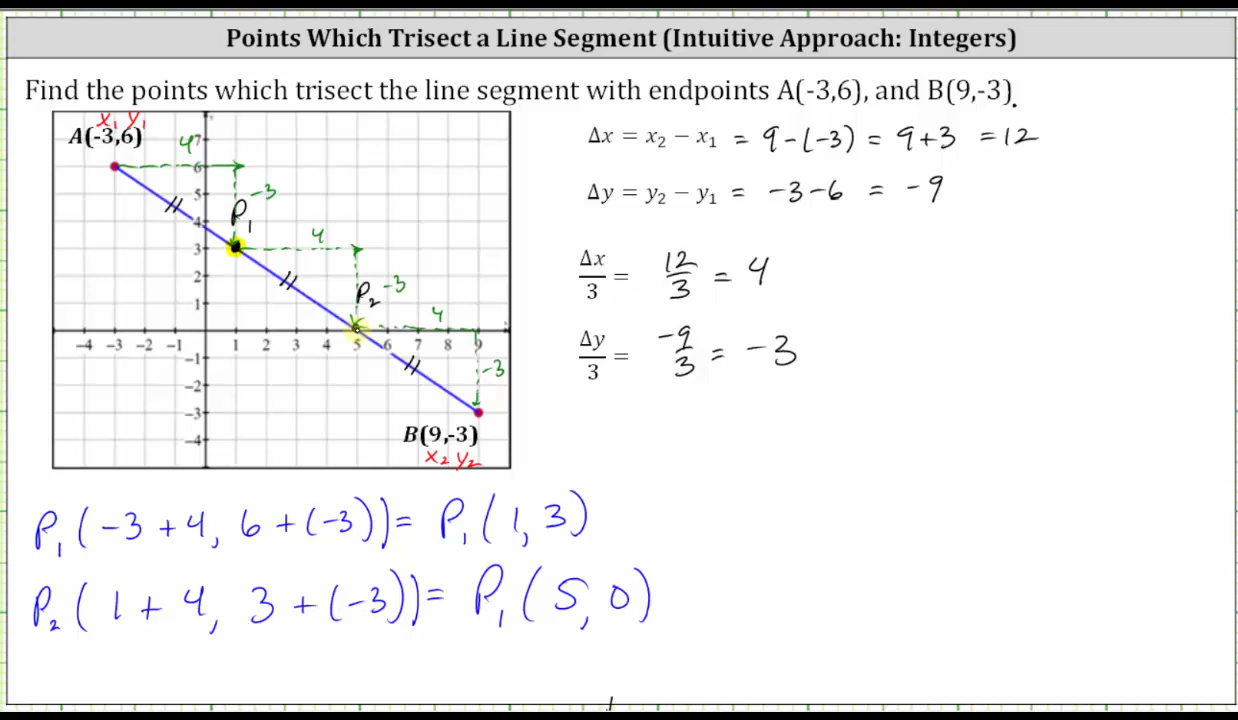 Points Which Trisect a Line Segment (Intuitive Approach: Integers)
Find the points which trisect the line segment with endpoints A(-3,6), and B(9,-3).
x₁ y₁
A(-3,6)
4
-3
P₁
4
-3
P₂
4
-3
7
6
5
4
3
2
1
-4 -3 -2 -1 1 2 3 4 5 6 7 8 9
-1
-2
-3
-4
B(9,-3)
x₂ y₂
Δx = x₂ − x₁ = 9-(-3) = 9+3 = 12
Δy = y₂ − y₁ = -3-6 = -9
Δx/3 = 12/3 = 4
Δy/3 = -9/3 = -3
P₁(-3+4, 6+(-3)) = P₁(1,3)
P₂(1+4, 3+(-3)) = P₁(5,0)